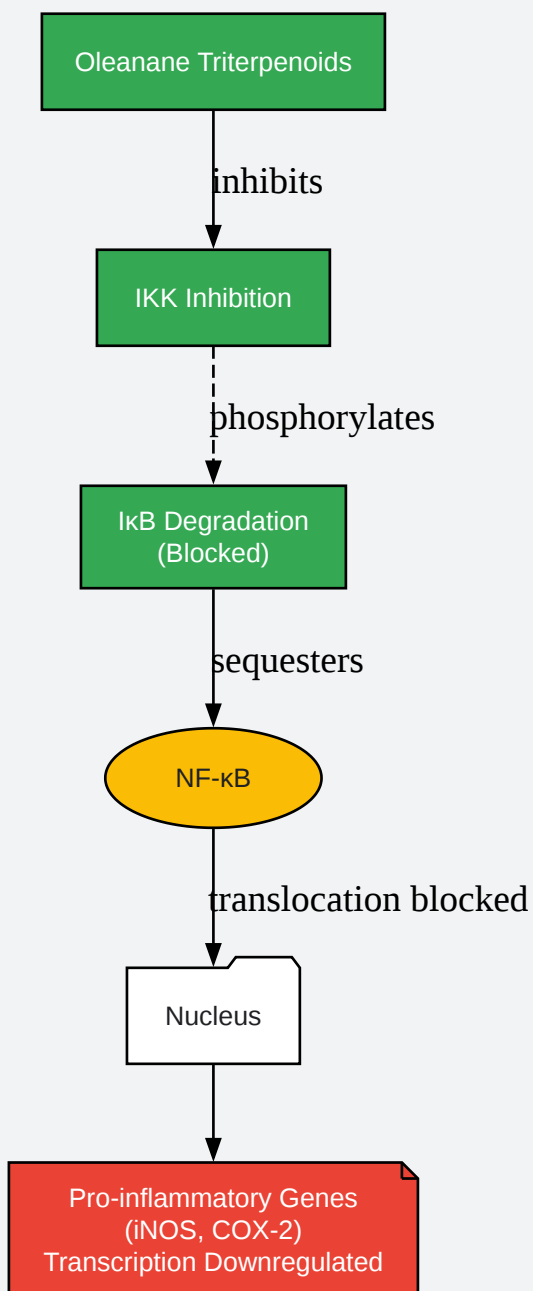 Oleanane Triterpenoids
inhibits
IKK Inhibition
phosphorylates
IκB Degradation
(Blocked)
sequesters
NF-κB
translocation blocked
Nucleus
Pro-inflammatory Genes
(iNOS, COX-2)
Transcription Downregulated